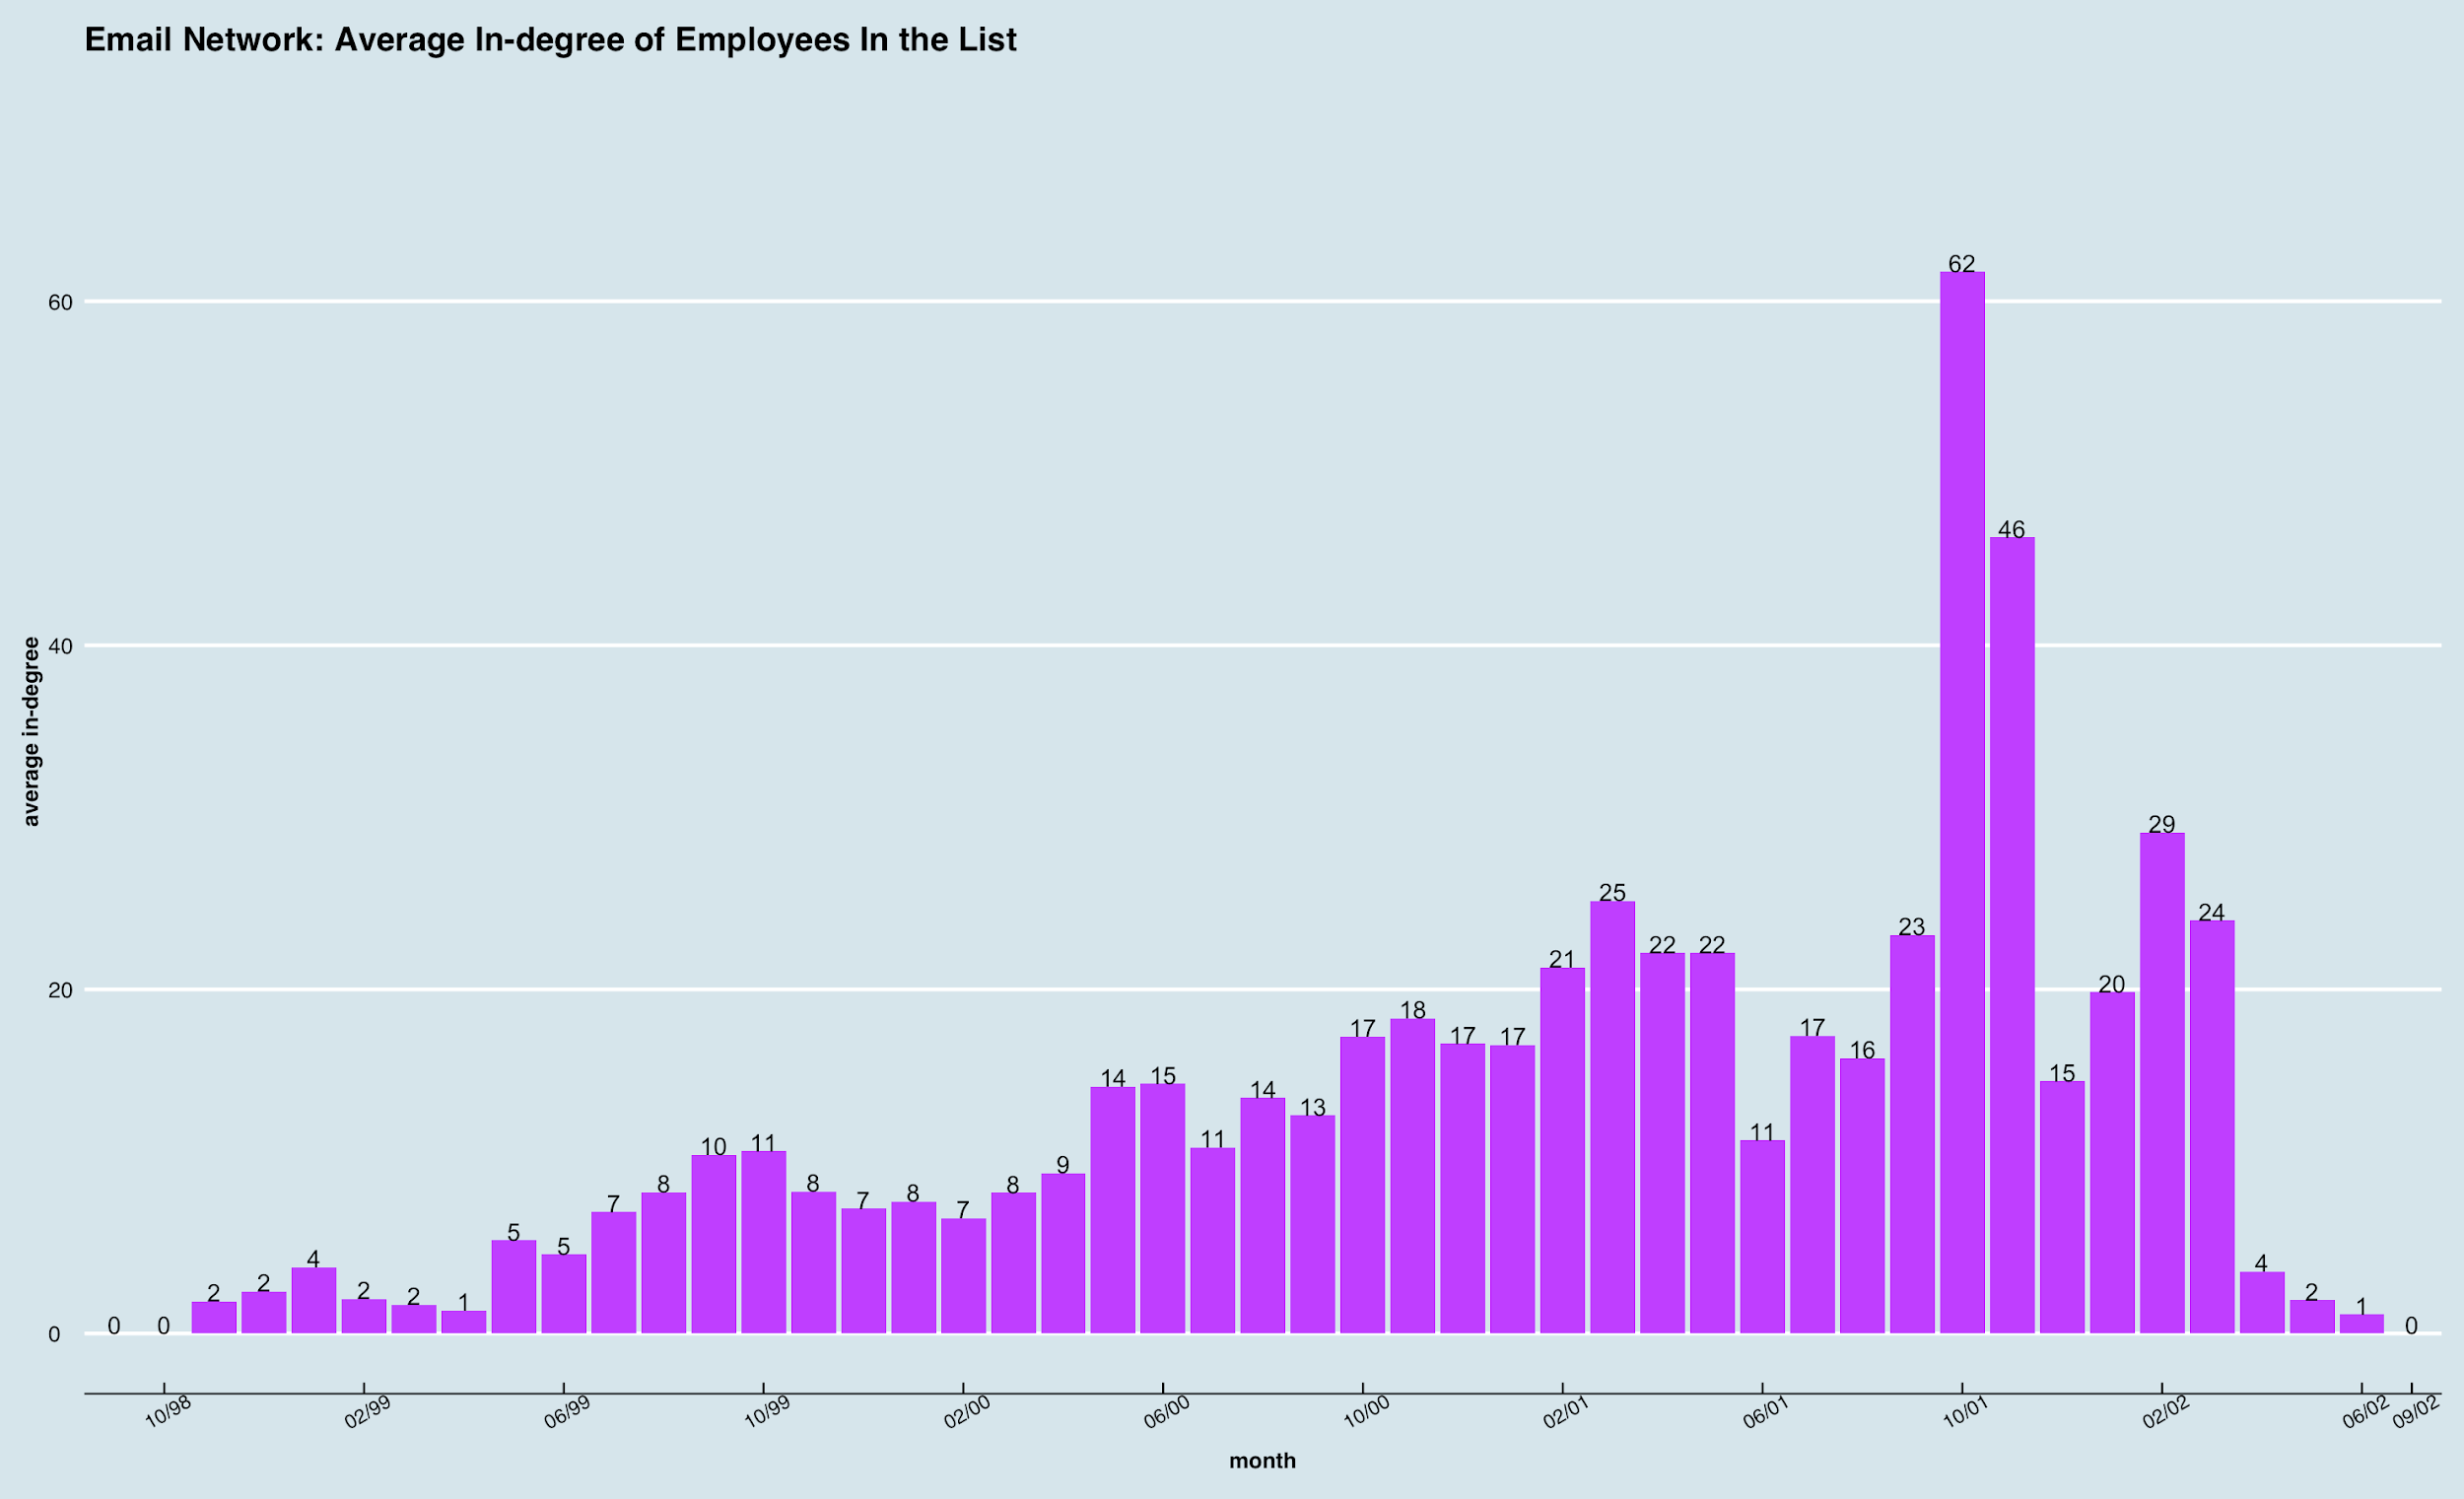 Email Network: Average In-degree of Employees In the List
average in-degree
60
40
20
0
0 0 2 2 4 2 2 1 5 5 7 8 10 11 8 7 8 7 8 9 14 15 11 14 13 17 18 17 17 21 25 22 22 11 17 16 23 62 46 15 20 29 24 4 2 1 0
10/98 02/99 06/99 10/99 02/00 06/00 10/00 02/01 06/01 10/01 02/02 06/02 09/02
month